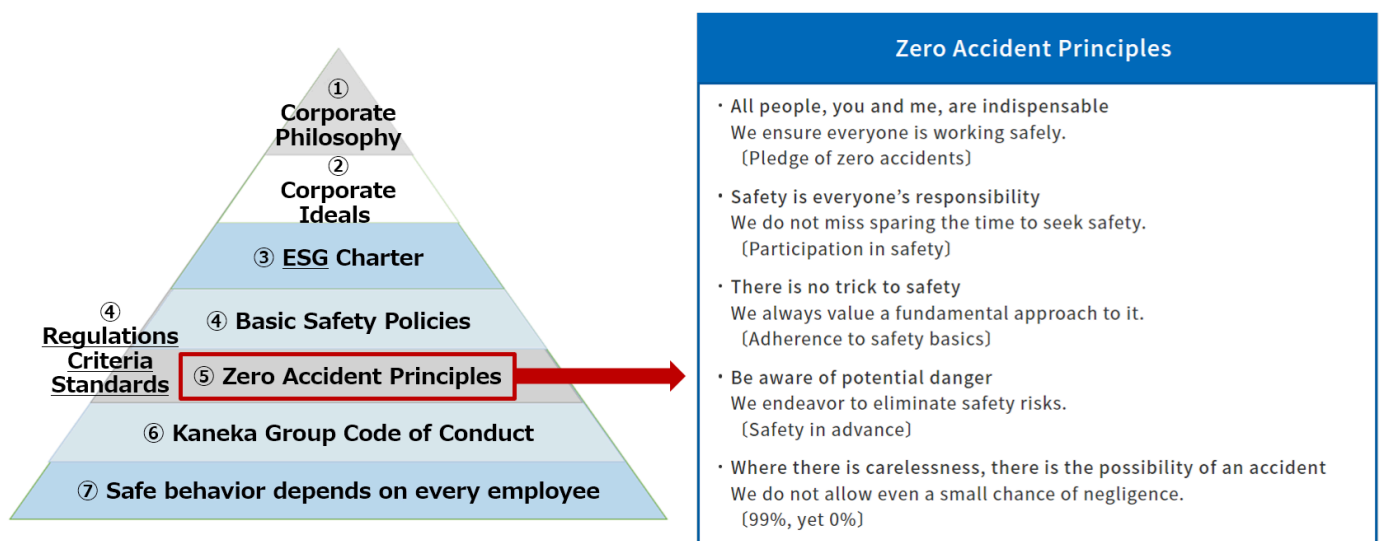 ①
Corporate
Philosophy
②
Corporate
Ideals
③ ESG Charter
④
Regulations
Criteria
Standards
④ Basic Safety Policies
⑤ Zero Accident Principles
⑥ Kaneka Group Code of Conduct
⑦ Safe behavior depends on every employee
Zero Accident Principles
・All people, you and me, are indispensable
We ensure everyone is working safely.
〔Pledge of zero accidents〕
・Safety is everyone’s responsibility
We do not miss sparing the time to seek safety.
〔Participation in safety〕
・There is no trick to safety
We always value a fundamental approach to it.
〔Adherence to safety basics〕
・Be aware of potential danger
We endeavor to eliminate safety risks.
〔Safety in advance〕
・Where there is carelessness, there is the possibility of an accident
We do not allow even a small chance of negligence.
〔99%, yet 0%〕